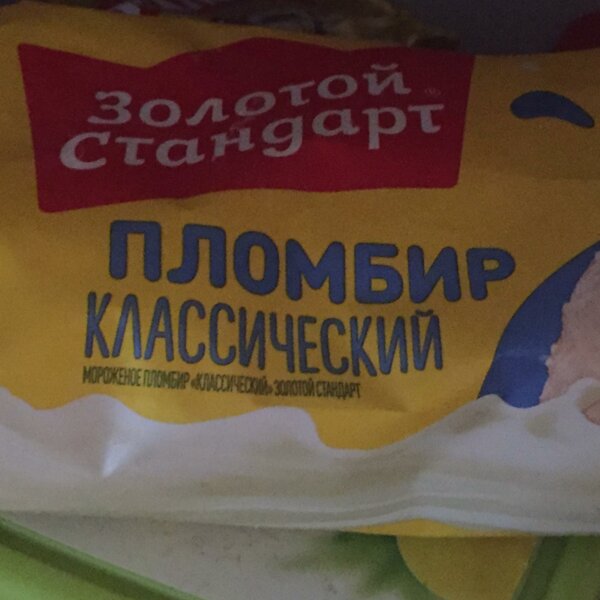 Золотой
Стандарт®
ПЛОМБИР
КЛАССИЧЕСКИЙ
МОРОЖЕНОЕ ПЛОМБИР «КЛАССИЧЕСКИЙ» ЗОЛОТОЙ СТАНДАРТ